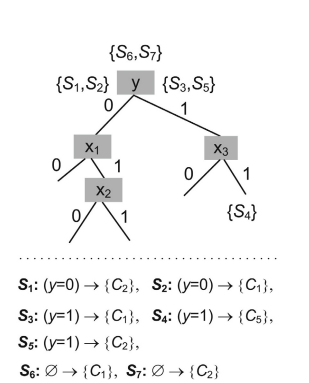 {S₆,S₇}
{S₁,S₂} y {S₃,S₅}
0 1
x₁ x₃
0 1 0 1
x₂
0 1 {S₄}
S₁: (y=0) → {C₂}, S₂: (y=0) → {C₁},
S₃: (y=1) → {C₁}, S₄: (y=1) → {C₅},
S₅: (y=1) → {C₂},
S₆: ∅ → {C₁}, S₇: ∅ → {C₂}